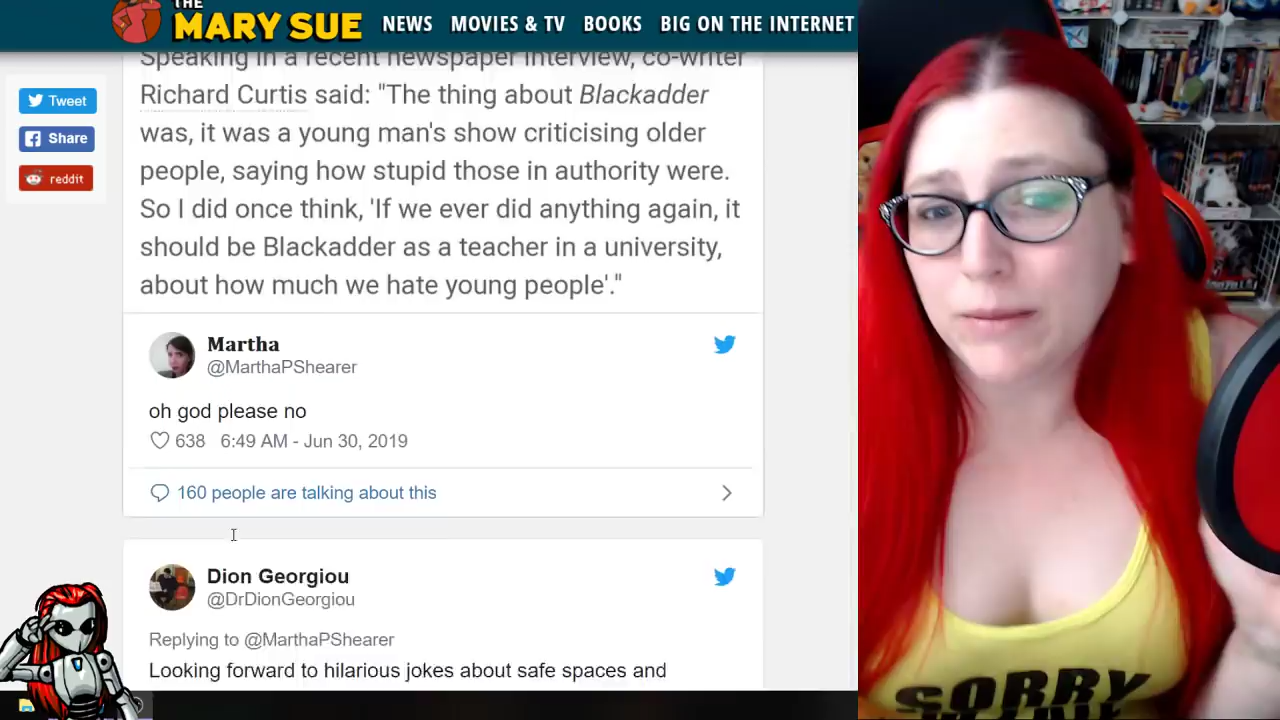 THE
MARY SUE
NEWS
MOVIES & TV
BOOKS
BIG ON THE INTERNET
Tweet
Share
reddit
Speaking in a recent newspaper interview, co-writer
Richard Curtis said: "The thing about Blackadder
was, it was a young man's show criticising older
people, saying how stupid those in authority were.
So I did once think, 'If we ever did anything again, it
should be Blackadder as a teacher in a university,
about how much we hate young people'."
Martha
@MarthaPShearer
oh god please no
638 6:49 AM - Jun 30, 2019
160 people are talking about this
Dion Georgiou
@DrDionGeorgiou
Replying to @MarthaPShearer
Looking forward to hilarious jokes about safe spaces and
SORRY